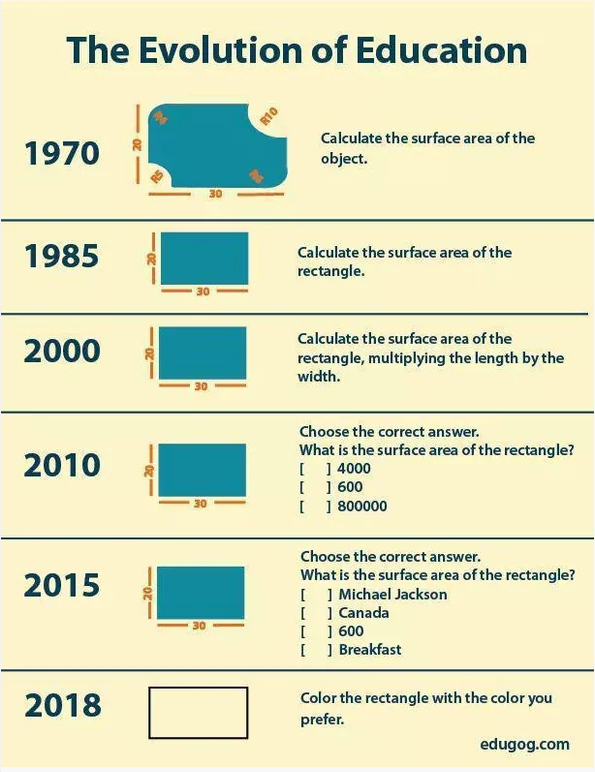 The Evolution of Education
1970
20
R10
R5
30
Calculate the surface area of the
object.
1985
20
30
Calculate the surface area of the
rectangle.
2000
20
30
Calculate the surface area of the
rectangle, multiplying the length by the
width.
2010
20
30
Choose the correct answer.
What is the surface area of the rectangle?
[ ] 4000
[ ] 600
[ ] 800000
2015
20
30
Choose the correct answer.
What is the surface area of the rectangle?
[ ] Michael Jackson
[ ] Canada
[ ] 600
[ ] Breakfast
2018
Color the rectangle with the color you
prefer.
edugog.com